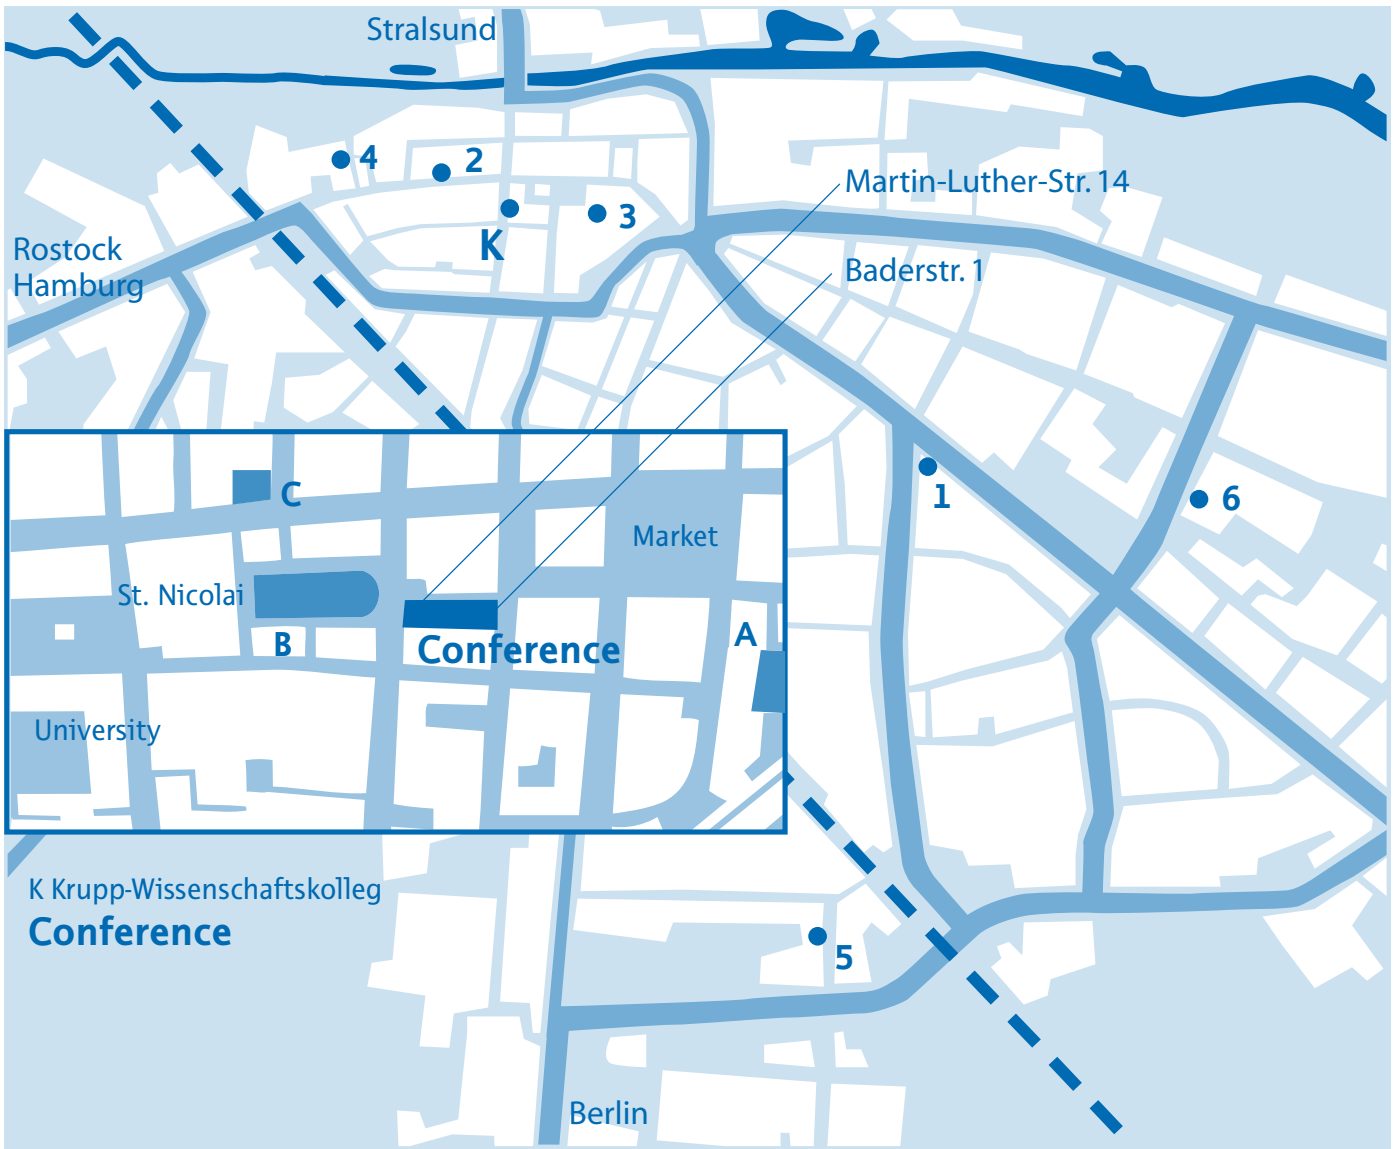 Stralsund
4
2
Martin-Luther-Str. 14
3
K
Rostock
Hamburg
Baderstr. 1
1
6
C
Market
St. Nicolai
B
Conference
A
University
K Krupp-Wissenschaftskolleg
Conference
5
Berlin